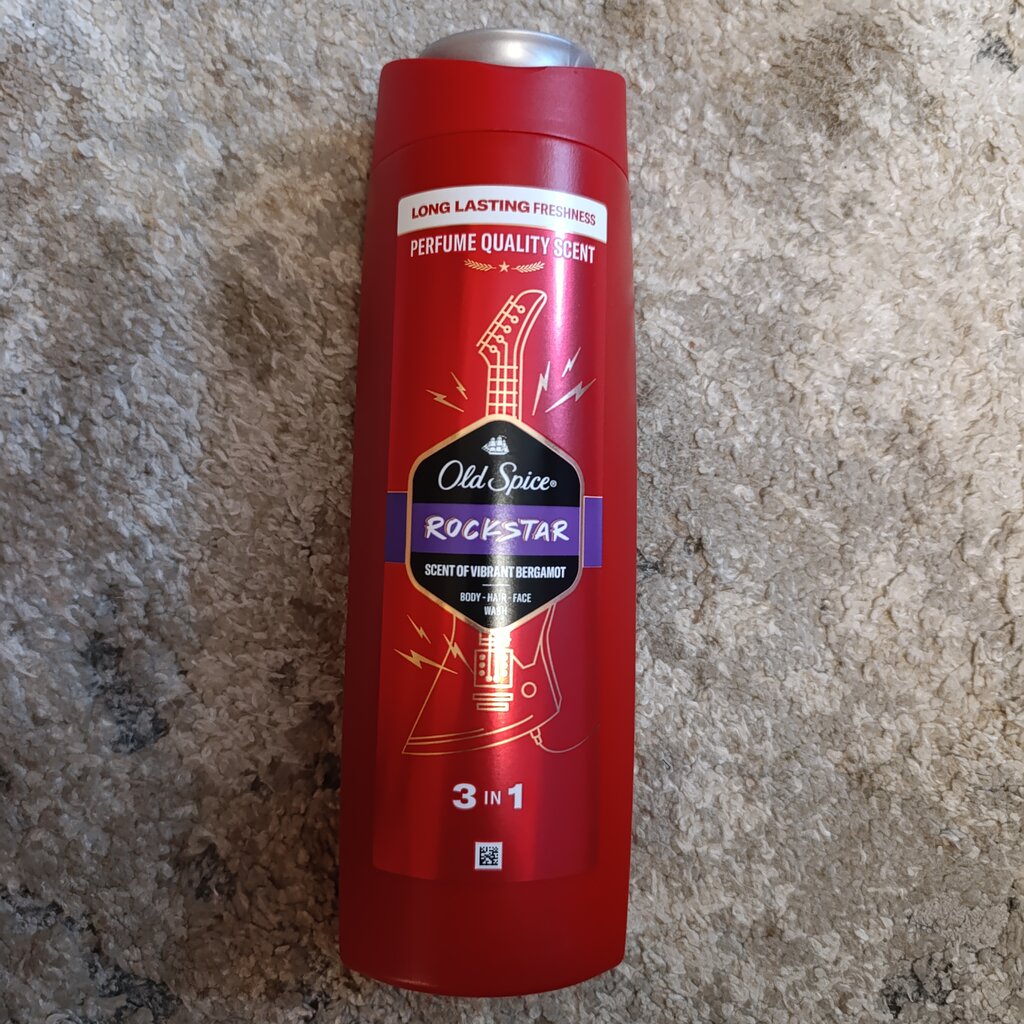 LONG LASTING FRESHNESS
PERFUME QUALITY SCENT
Old Spice®
ROCKSTAR
SCENT OF VIBRANT BERGAMOT
BODY - HAIR - FACE
WASH
3 IN 1